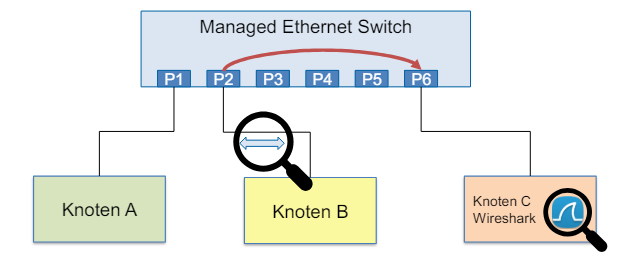 Managed Ethernet Switch
P1 P2 P3 P4 P5 P6
Knoten A
Knoten B
Knoten C
Wireshark